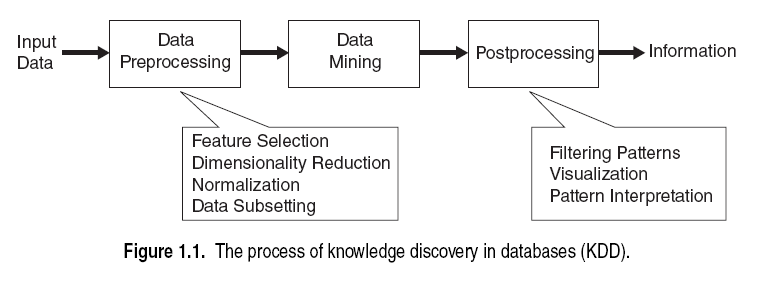 Input
Data
Data
Preprocessing
Data
Mining
Postprocessing
Information
Feature Selection
Dimensionality Reduction
Normalization
Data Subsetting
Filtering Patterns
Visualization
Pattern Interpretation
Figure 1.1. The process of knowledge discovery in databases (KDD).